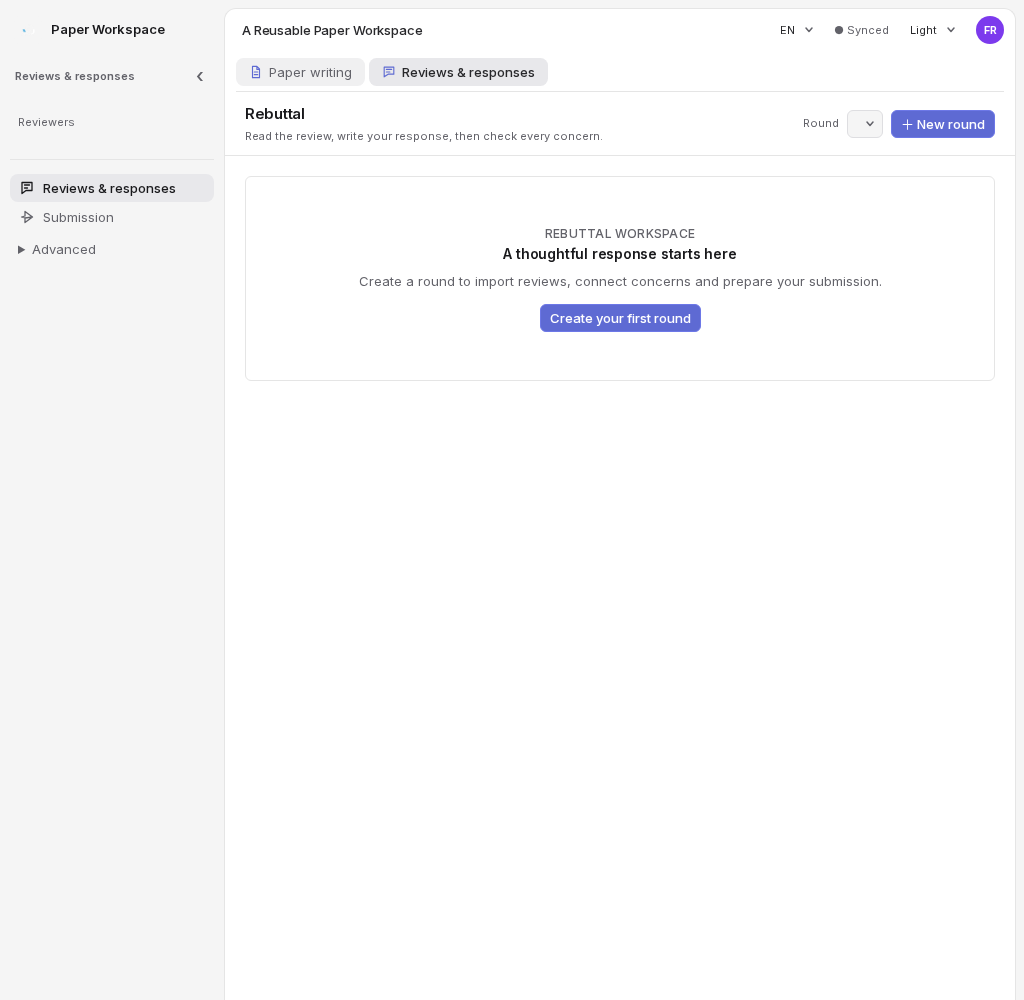 Paper Workspace
Reviews & responses
Reviewers
Reviews & responses
Submission
Advanced
A Reusable Paper Workspace
EN
Synced
Light
FR
Paper writing
Reviews & responses
Rebuttal
Read the review, write your response, then check every concern.
Round
+ New round
REBUTTAL WORKSPACE
A thoughtful response starts here
Create a round to import reviews, connect concerns and prepare your submission.
Create your first round